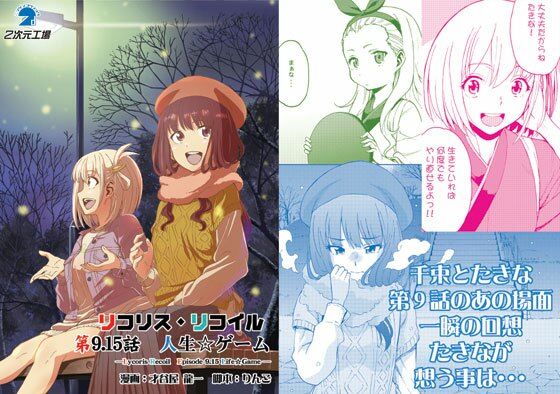 2次元工場
リコリス・リコイル
第9.15話 人生☆ゲーム
―Lycoris Recoil Episode 9.15 Life☆Game―
漫画：才谷屋 龍一 脚本：りんご
まぁな…
大丈夫だからね
たきな！
生きていれば
何度でも
やり直せるよっ!!
千束とたきな
第9話のあの場面
一瞬の回想
たきなが
想う事は・・・